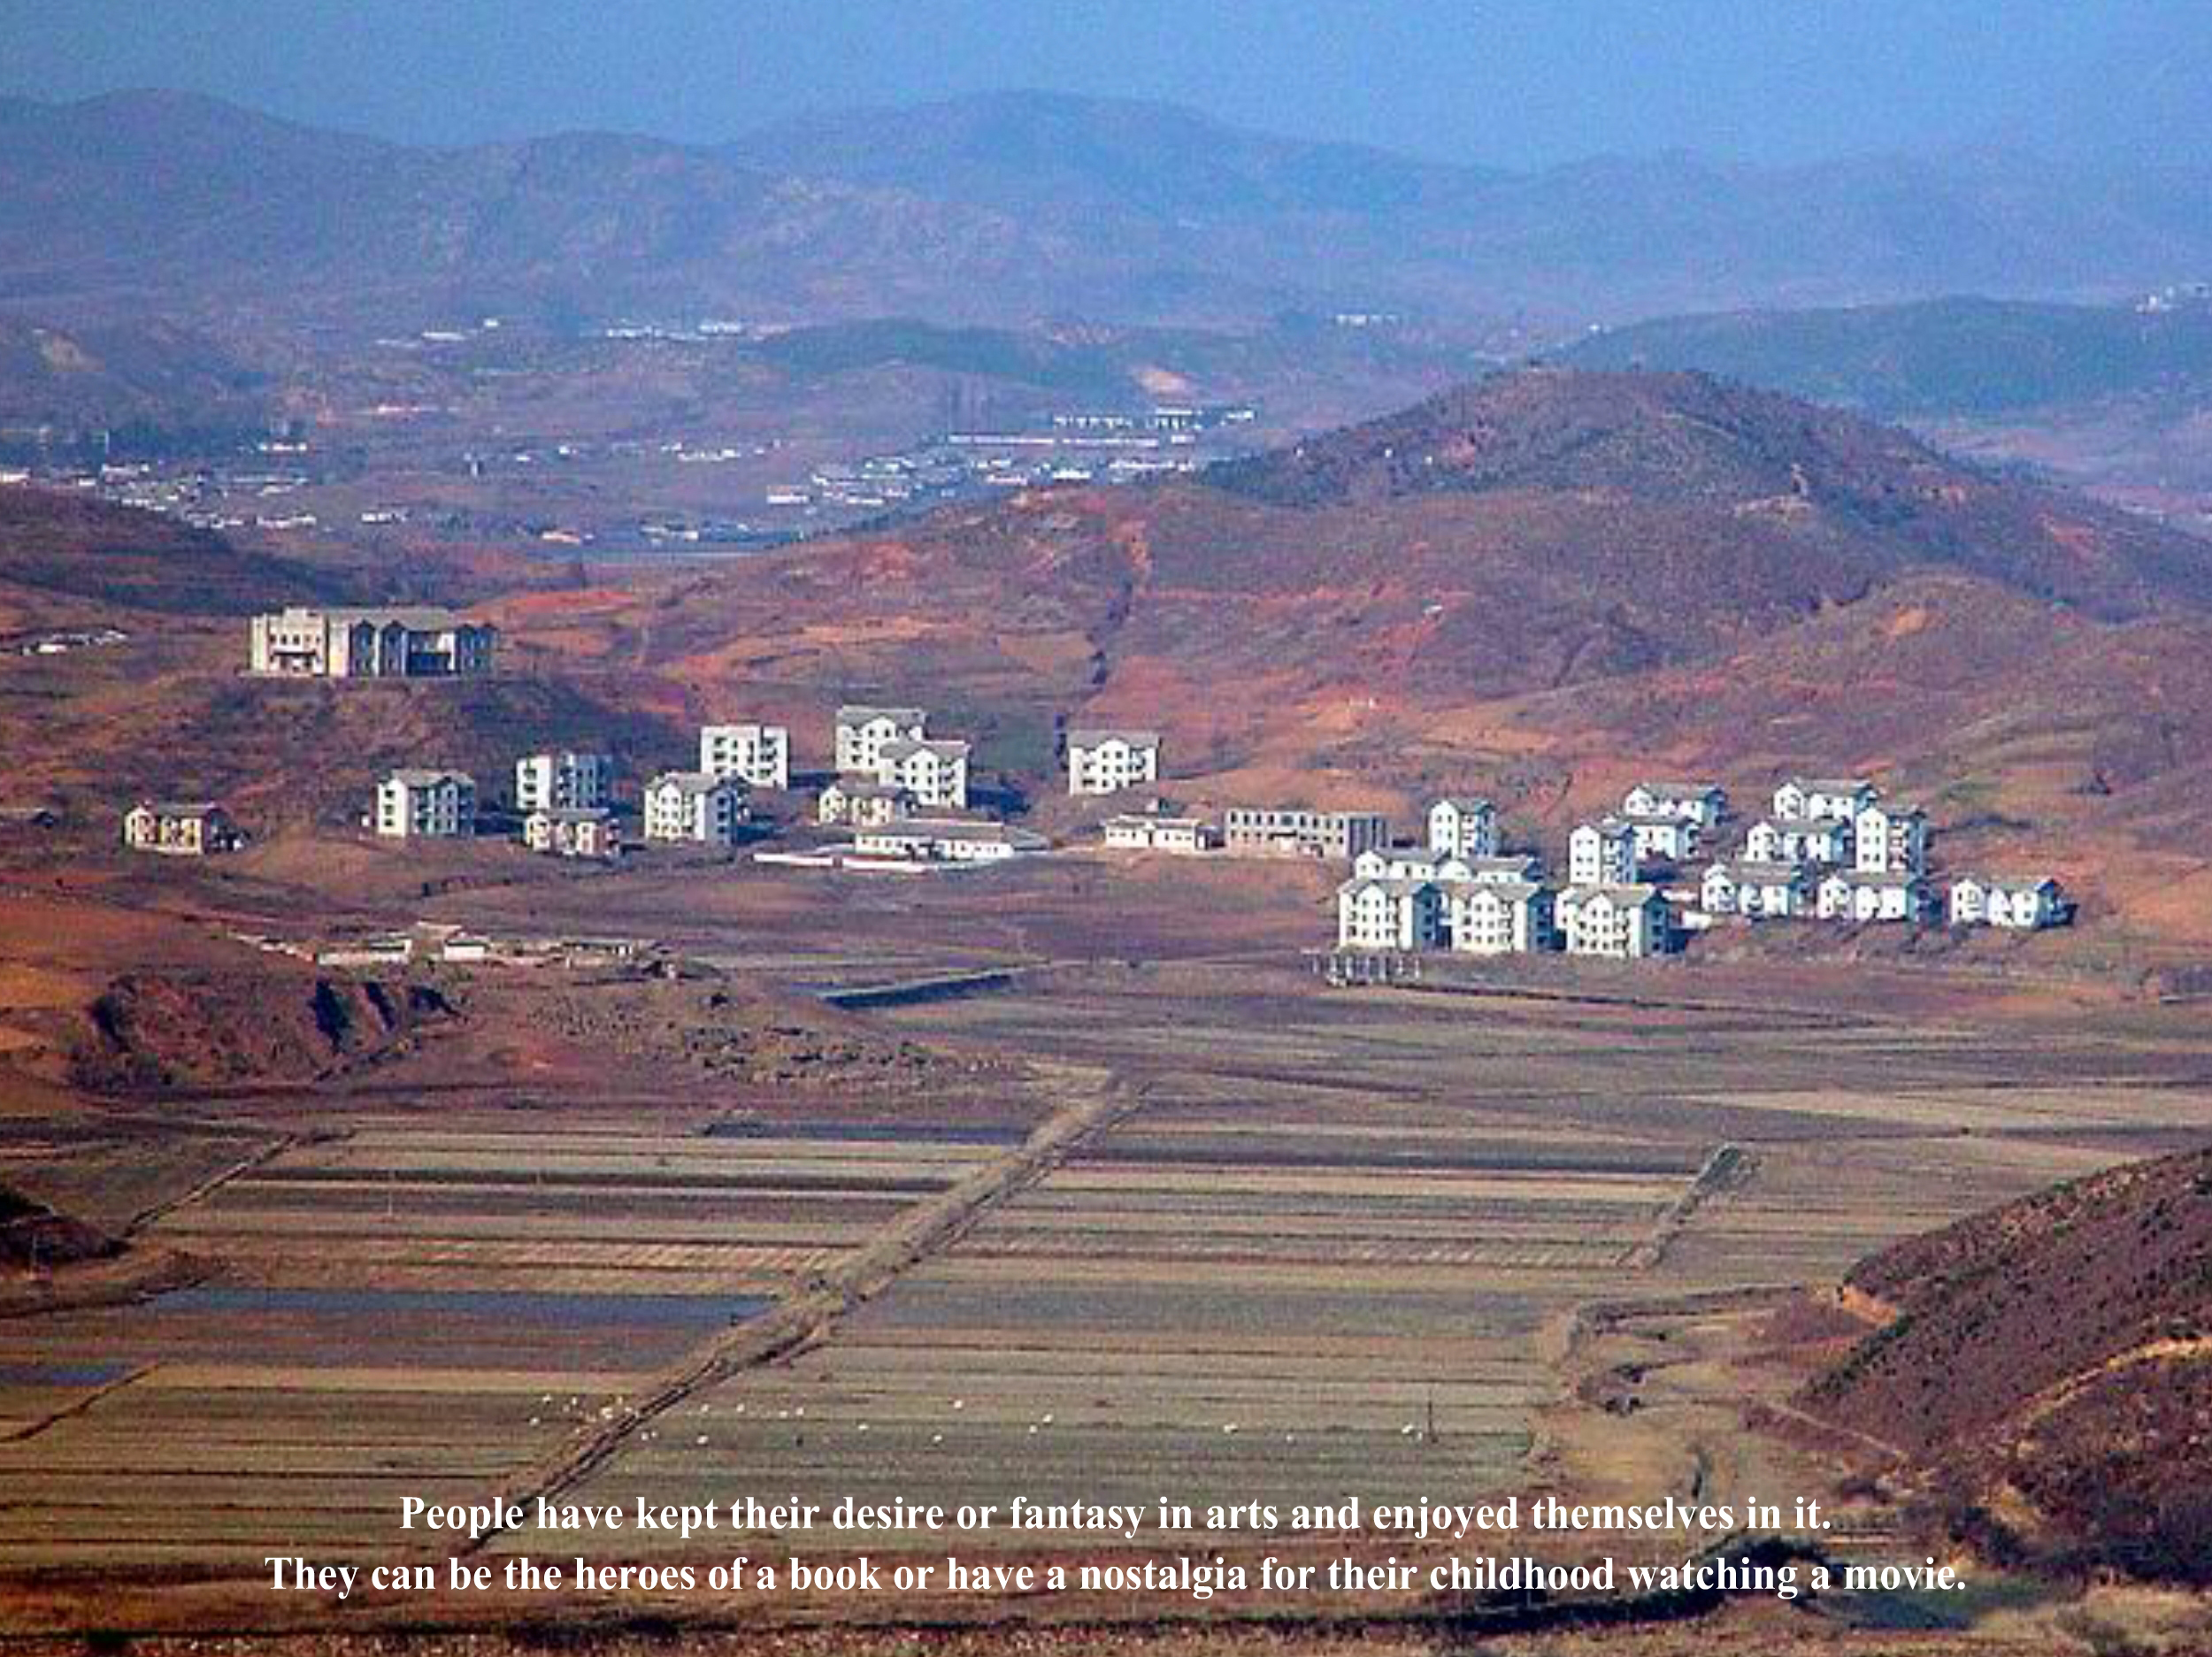 People have kept their desire or fantasy in arts and enjoyed themselves in it.
They can be the heroes of a book or have a nostalgia for their childhood watching a movie.